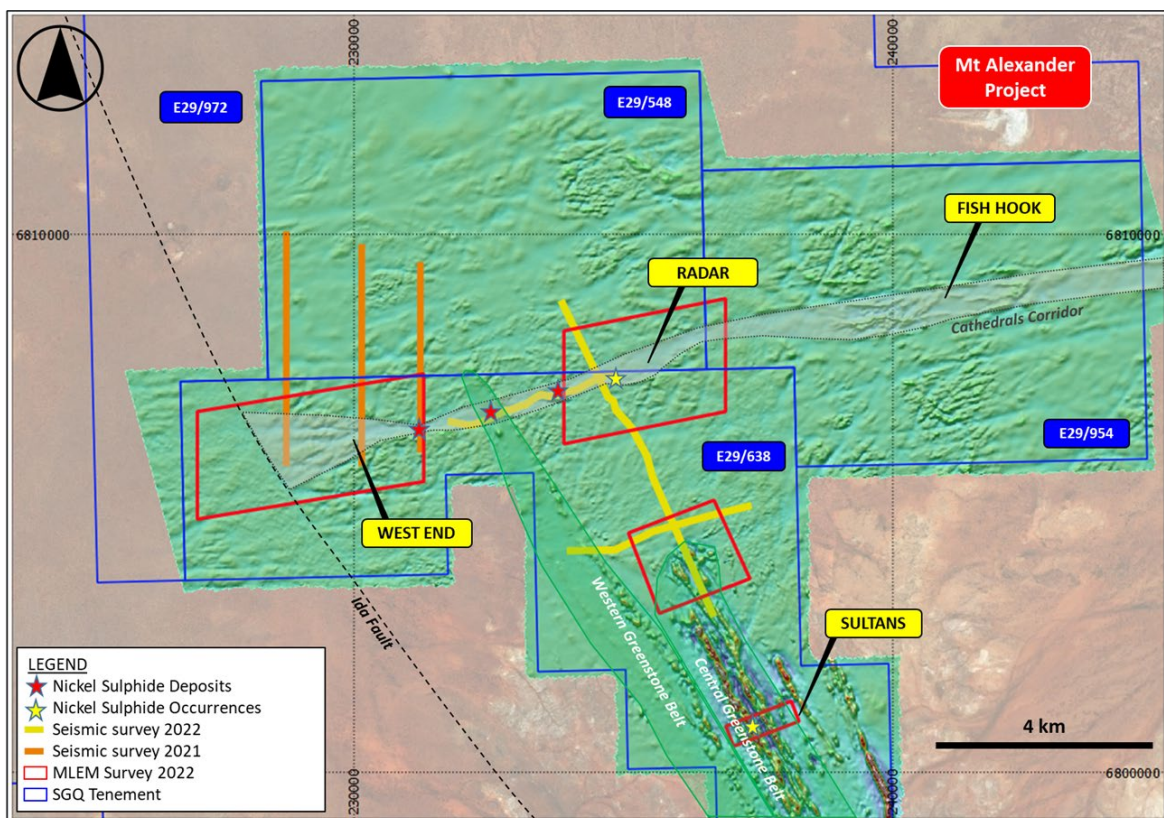 230000
240000
Mt Alexander
Project
E29/972
E29/548
FISH HOOK
6810000
6810000
RADAR
Cathedrals Corridor
E29/954
E29/638
WEST END
Ida Fault
Western Greenstone Belt
Central Greenstone Belt
SULTANS
LEGEND
Nickel Sulphide Deposits
Nickel Sulphide Occurrences
Seismic survey 2022
Seismic survey 2021
MLEM Survey 2022
SGQ Tenement
4 km
6800000
230000
240000